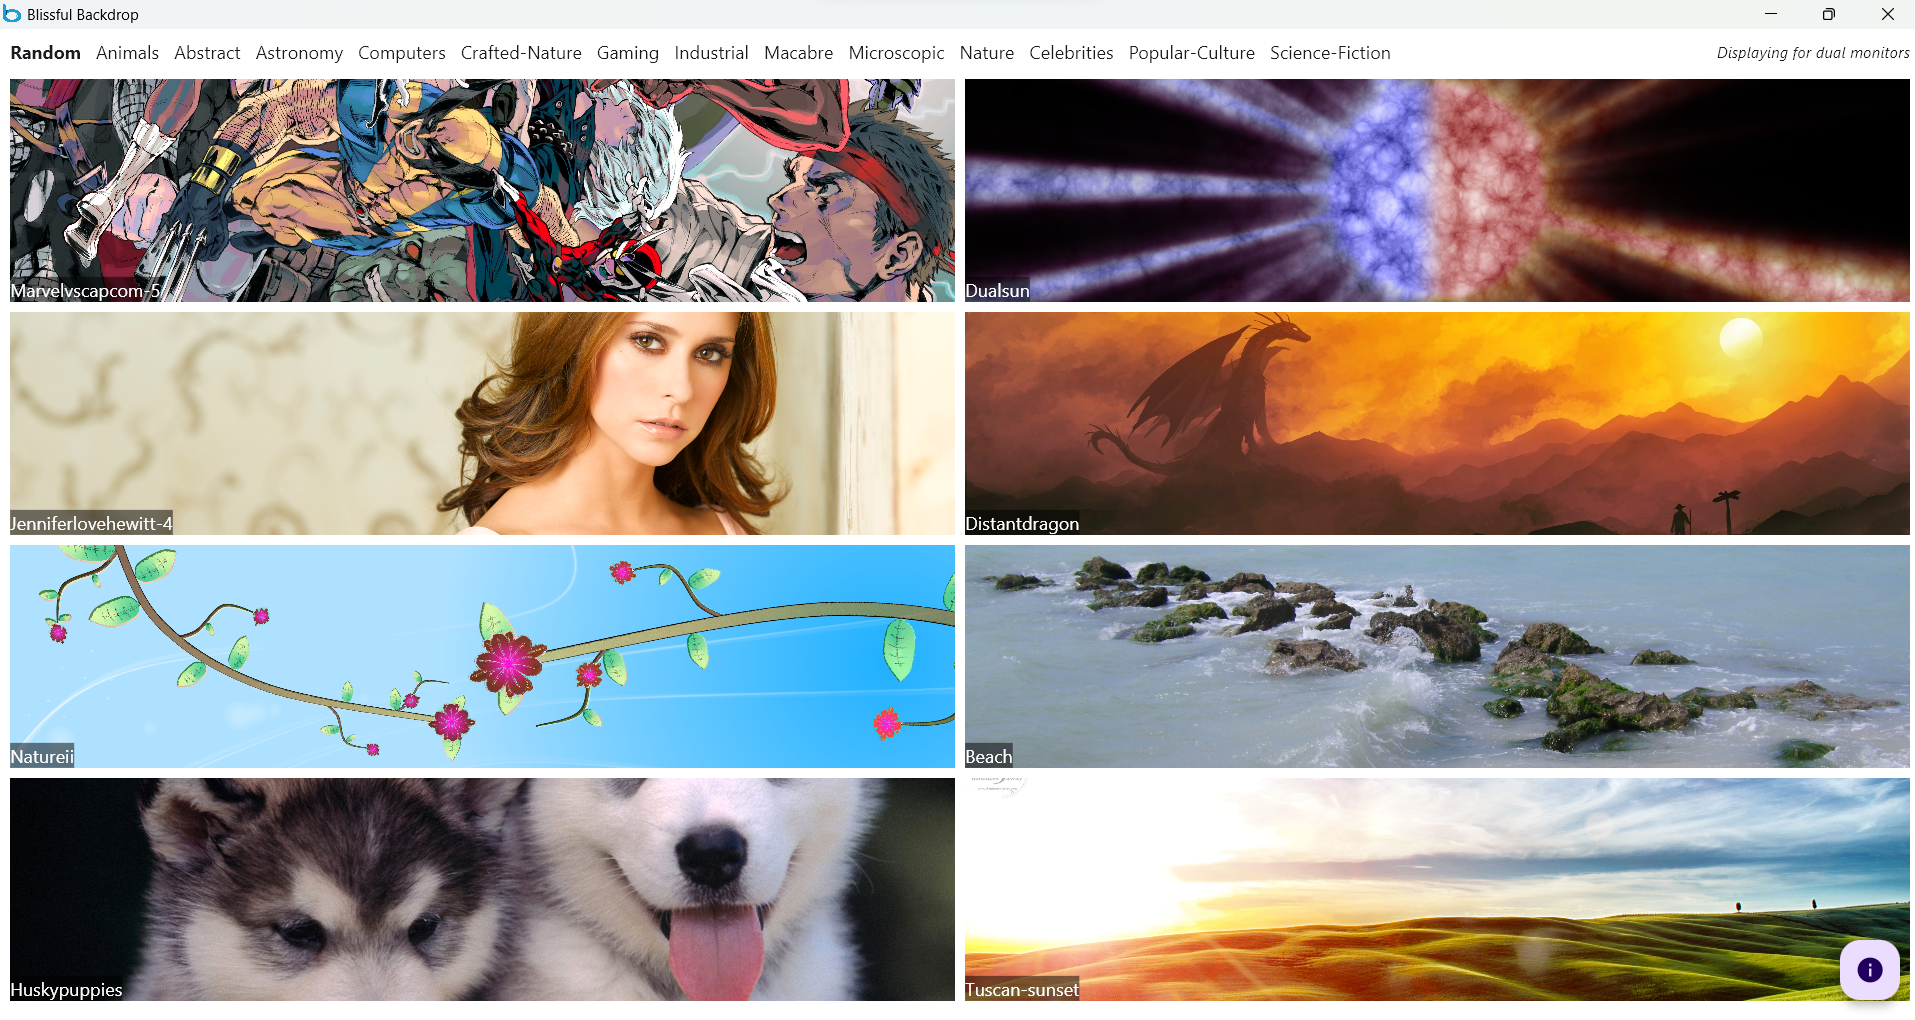 Blissful Backdrop
Random Animals Abstract Astronomy Computers Crafted-Nature Gaming Industrial Macabre Microscopic Nature Celebrities Popular-Culture Science-Fiction Displaying for dual monitors
Marvelvscapcom-5
Dualsun
Jenniferlovehewitt-4
Distantdragon
Natureii
Beach
Huskypuppies
Tuscan-sunset